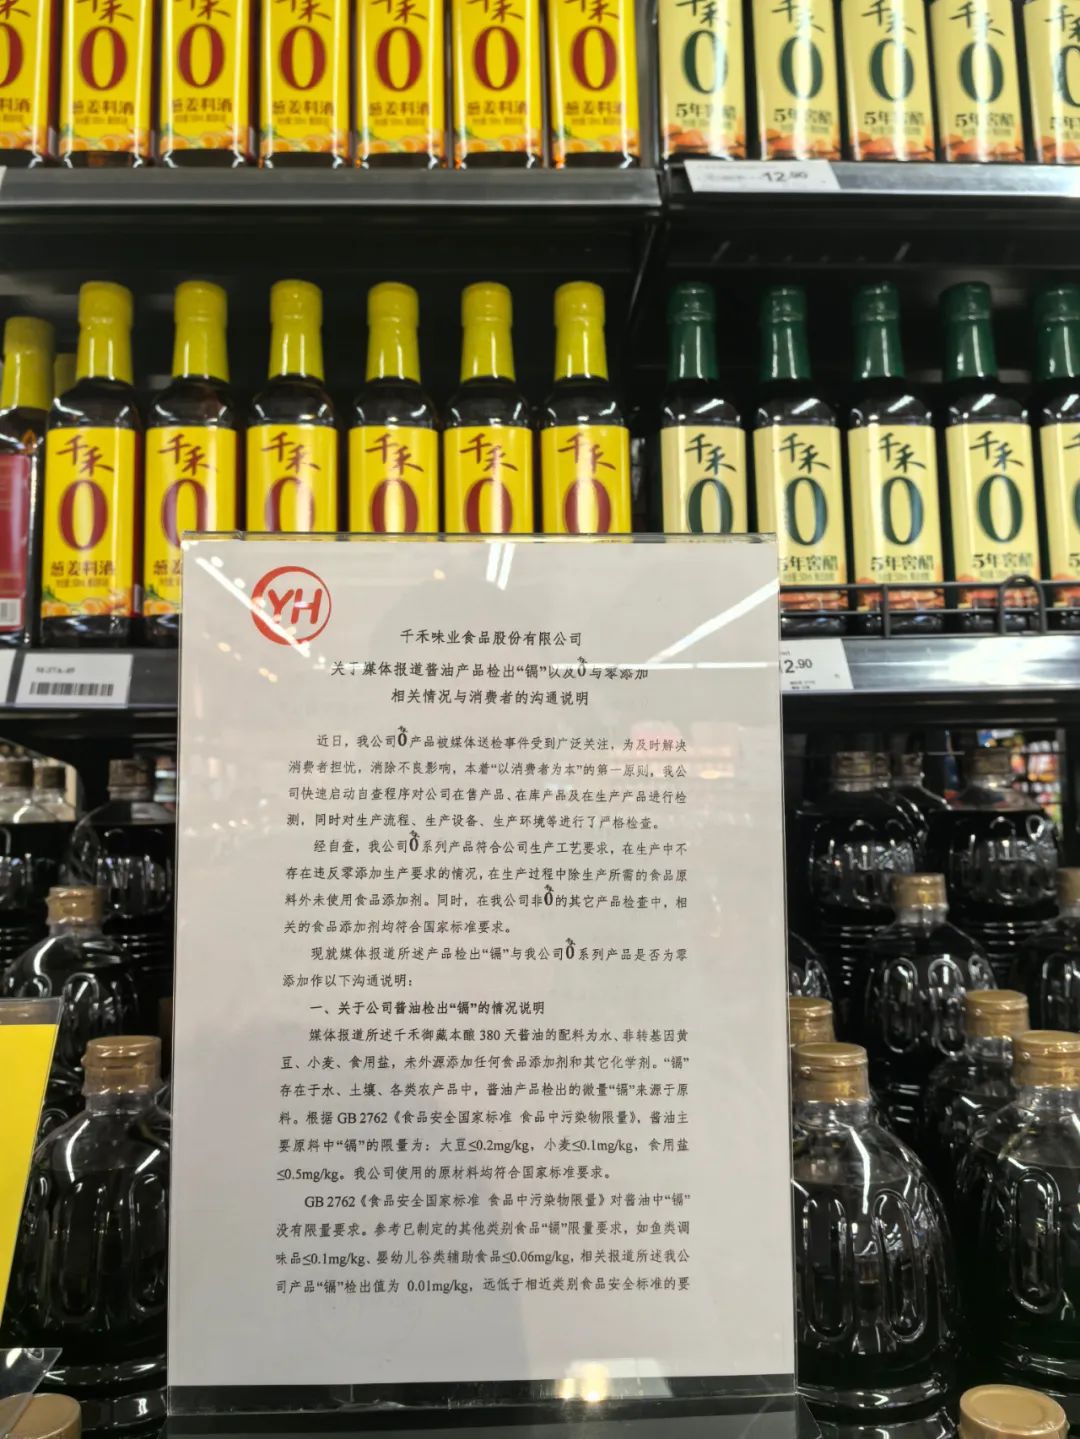 千禾
0
葱姜料酒
千禾
0
5年窖醋
12.90
千禾
0
葱姜料酒
千禾
0
5年窖醋
12.90
YH
千禾味业食品股份有限公司
关于媒体报道酱油产品检出“镉”以及0与零添加
相关情况与消费者的沟通说明
近日，我公司0产品被媒体送检事件受到广泛关注，为及时解决
消费者担忧，消除不良影响，本着“以消费者为本”的第一原则，我公
司快速启动自查程序对公司在售产品、在库产品及在生产产品进行检
测，同时对生产流程、生产设备、生产环境等进行了严格检查。
经自查，我公司0系列产品符合公司生产工艺要求，在生产中不
存在违反零添加生产要求的情况，在生产过程中除生产所需的食品原
料外未使用食品添加剂。同时，在我公司非0的其它产品检查中，相
关的食品添加剂均符合国家标准要求。
现就媒体报道所述产品检出“镉”与我公司0系列产品是否为零
添加作以下沟通说明：
一、关于公司酱油检出“镉”的情况说明
媒体报道所述千禾御藏本酿 380 天酱油的配料为水、非转基因黄
豆、小麦、食用盐，未外源添加任何食品添加剂和其它化学剂。“镉”
存在于水、土壤、各类农产品中，酱油产品检出的微量“镉”来源于原
料。根据 GB 2762《食品安全国家标准 食品中污染物限量》，酱油主
要原料中“镉”的限量为：大豆≤0.2mg/kg，小麦≤0.1mg/kg，食用盐
≤0.5mg/kg。我公司使用的原材料均符合国家标准要求。
GB 2762《食品安全国家标准 食品中污染物限量》对酱油中“镉”
没有限量要求。参考已制定的其他类别食品“镉”限量要求，如鱼类调
味品≤0.1mg/kg、婴幼儿谷类辅助食品≤0.06mg/kg，相关报道所述我公
司产品“镉”检出值为 0.01mg/kg，远低于相近类别食品安全标准的要